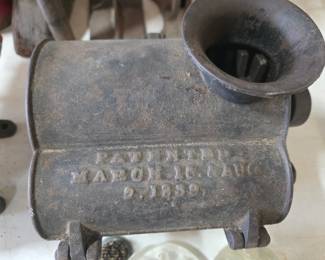 PATENTED
MARCH 15. & AUG.
9. 1859.